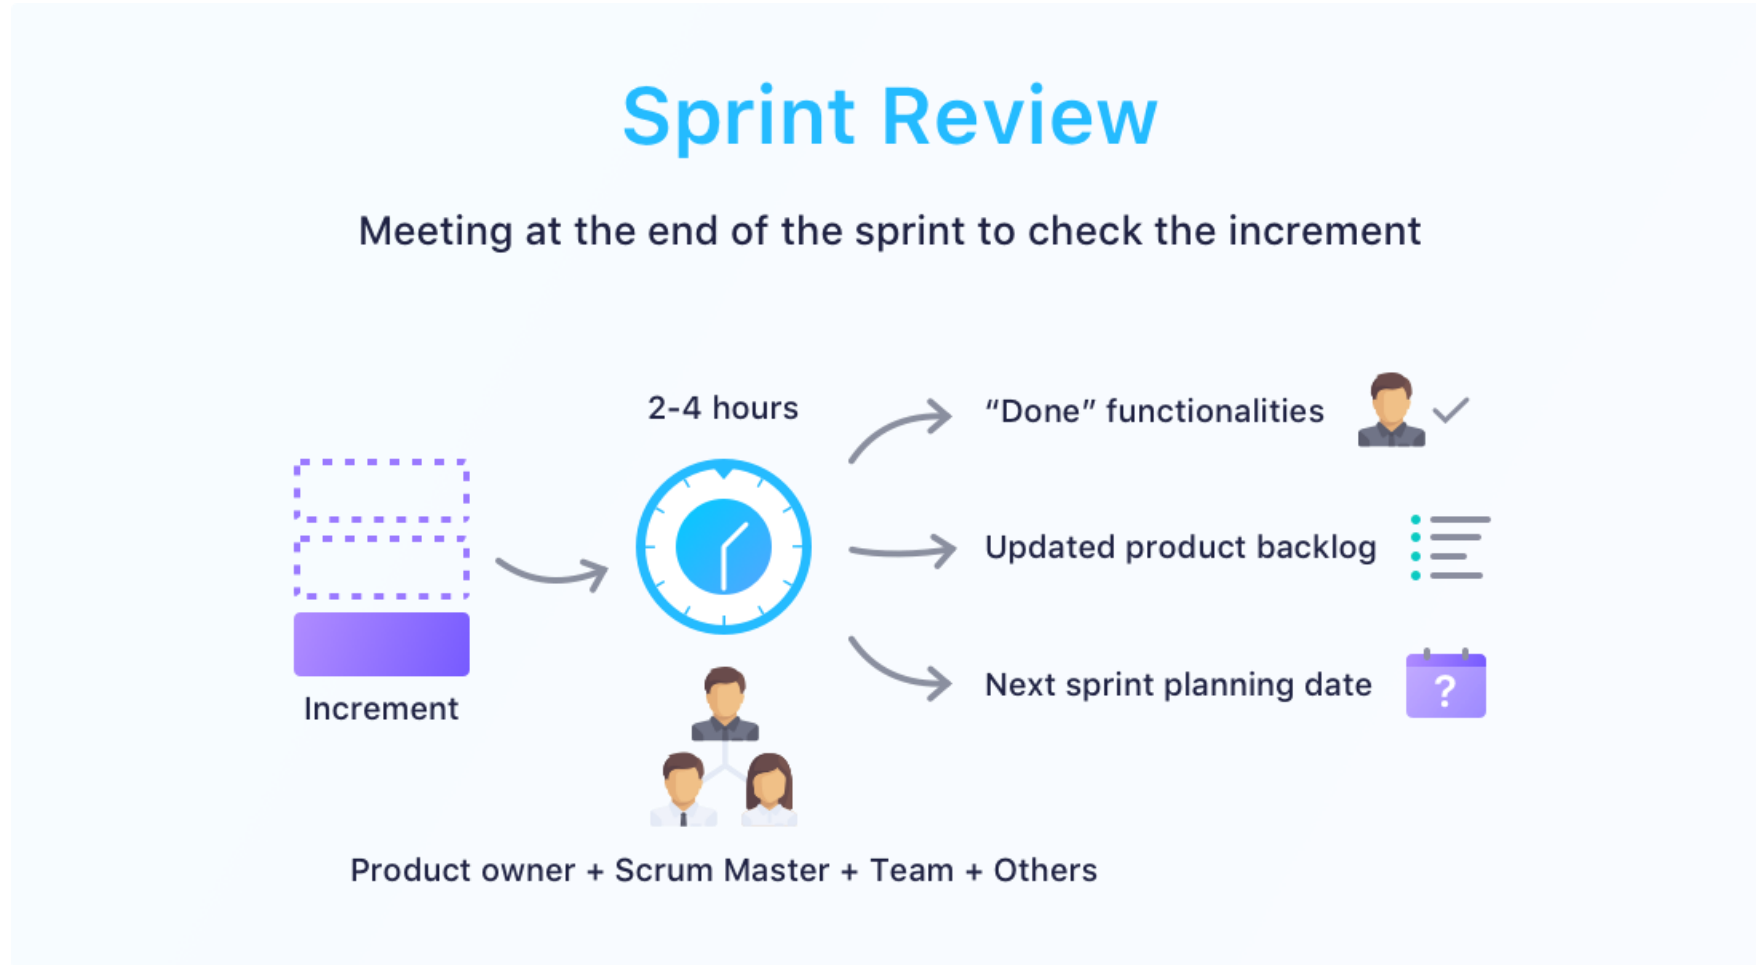 Sprint Review
Meeting at the end of the sprint to check the increment
2-4 hours
Increment
Product owner + Scrum Master + Team + Others
“Done” functionalities
Updated product backlog
Next sprint planning date
?